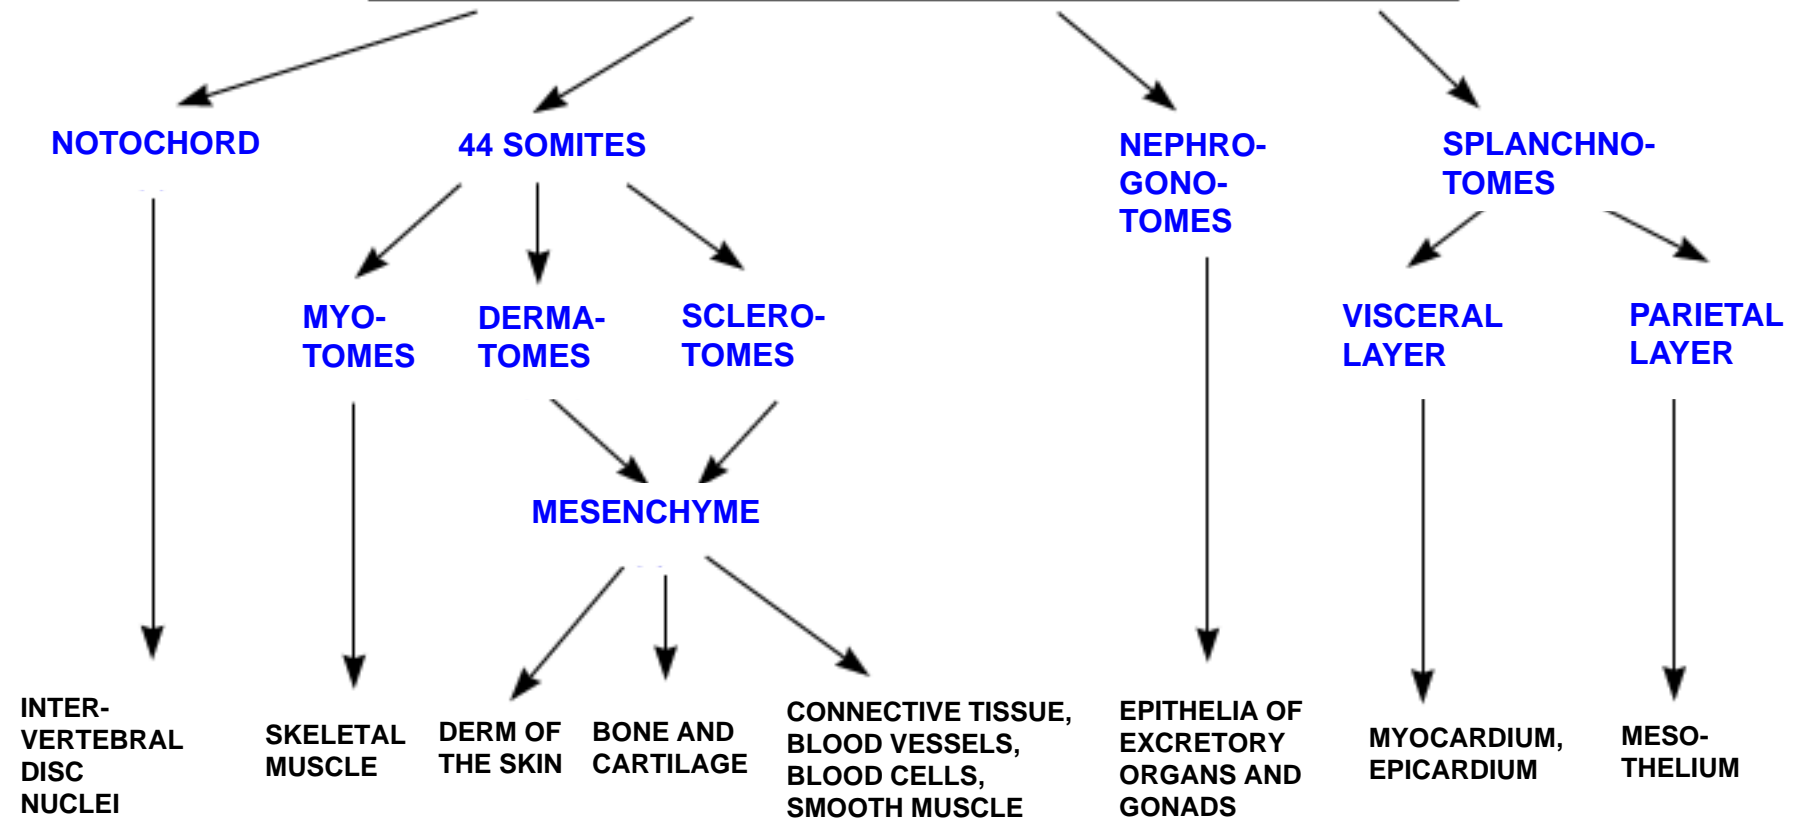 NOTOCHORD
44 SOMITES
NEPHRO-
GONO-
TOMES
SPLANCHNO-
TOMES
MYO-
TOMES
DERMA-
TOMES
SCLERO-
TOMES
VISCERAL
LAYER
PARIETAL
LAYER
MESENCHYME
INTER-
VERTEBRAL
DISC
NUCLEI
SKELETAL
MUSCLE
DERM OF
THE SKIN
BONE AND
CARTILAGE
CONNECTIVE TISSUE,
BLOOD VESSELS,
BLOOD CELLS,
SMOOTH MUSCLE
EPITHELIA OF
EXCRETORY
ORGANS AND
GONADS
MYOCARDIUM,
EPICARDIUM
MESO-
THELIUM